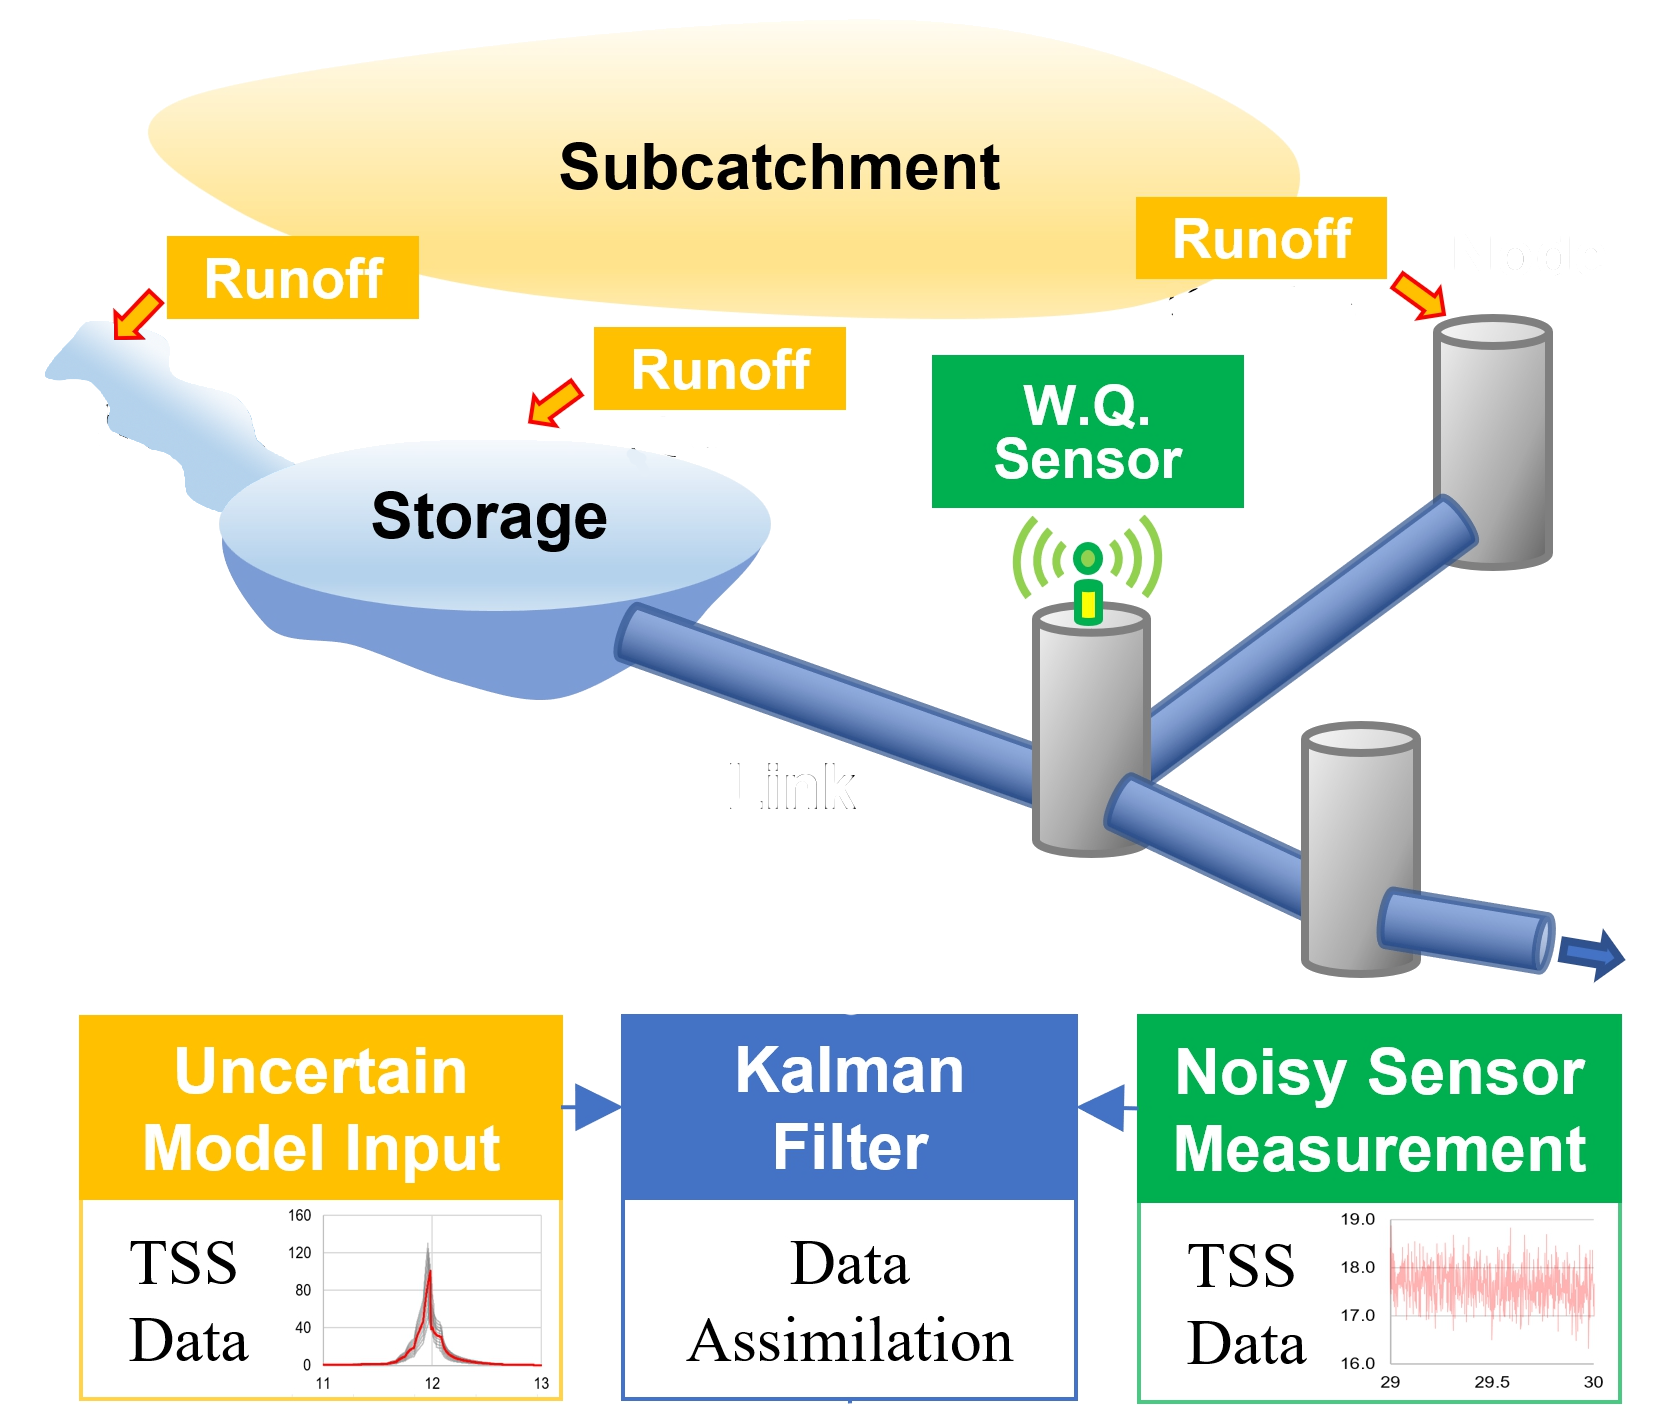 Subcatchment
Runoff
Runoff
Runoff
W.Q.
Sensor
Storage
Link
Uncertain
Model Input
Kalman
Filter
Noisy Sensor
Measurement
TSS
Data
160
120
80
40
0
11
12
13
Data
Assimilation
TSS
Data
19.0
18.0
17.0
16.0
29
29.5
30